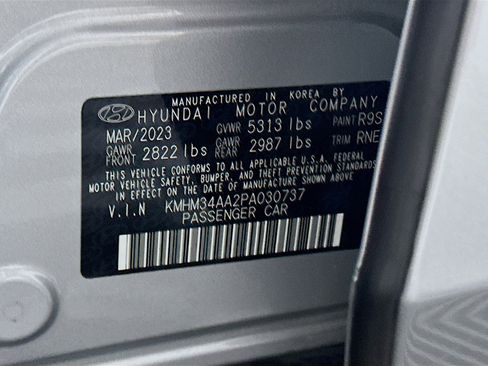 MANUFACTURED IN KOREA BY
HYUNDAI MOTOR COMPANY
MAR/2023 GVWR 5313 lbs PAINT R9S
GAWR FRONT 2822 lbs GAWR REAR 2987 lbs TRIM RNE
THIS VEHICLE CONFORMS TO ALL APPLICABLE U.S.A. FEDERAL
MOTOR VEHICLE SAFETY, BUMPER, AND THEFT PREVENTION STANDARDS
IN EFFECT ON THE DATE OF MANUFACTURE SHOWN ABOVE.
V.I.N KMHM34AA2PA030737
PASSENGER CAR